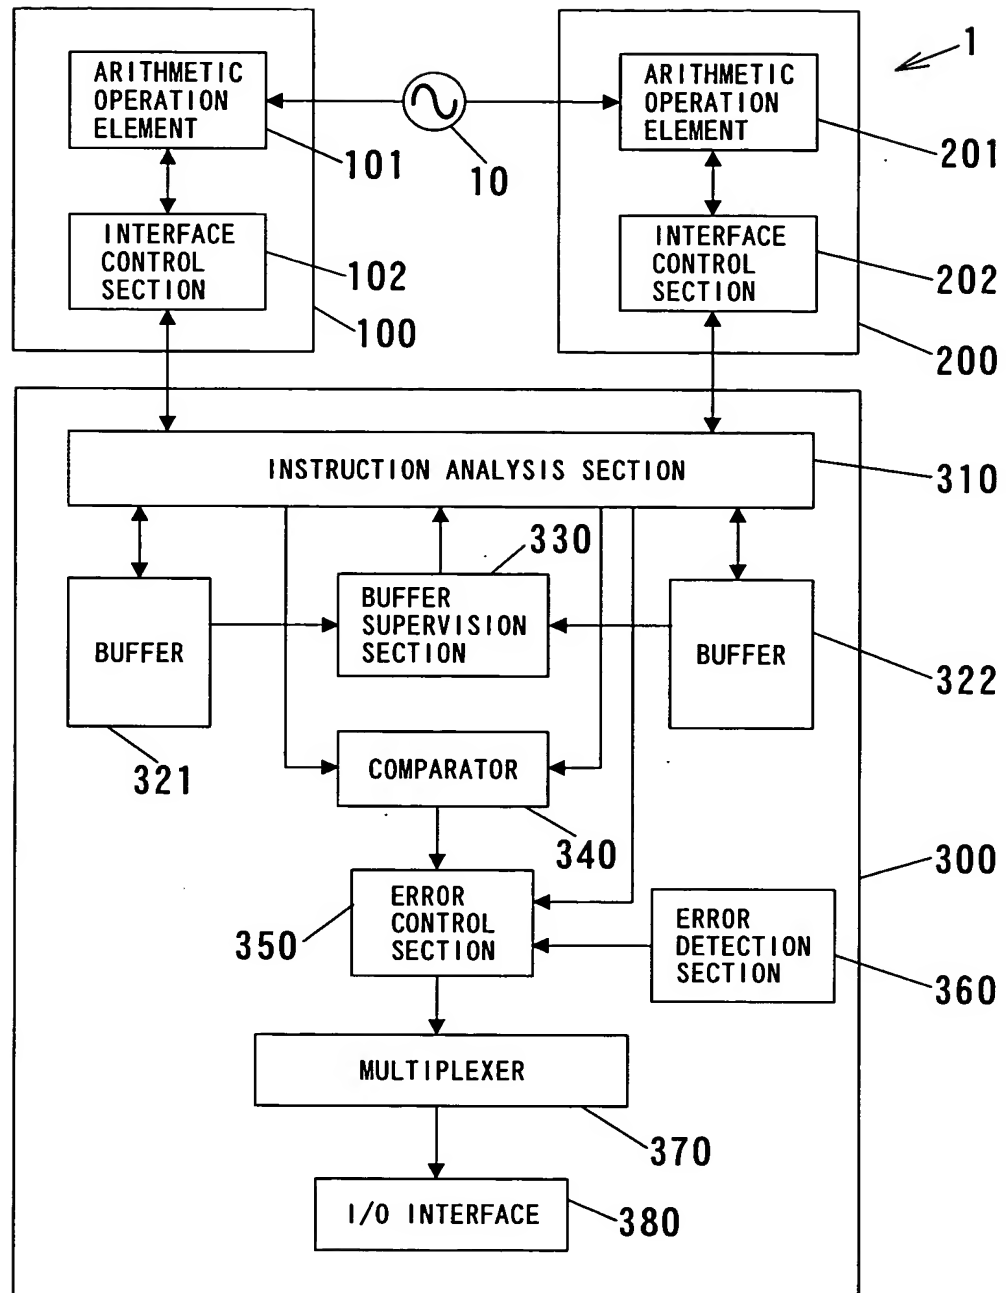 1
ARITHMETIC
OPERATION
ELEMENT
101
10
ARITHMETIC
OPERATION
ELEMENT
201
INTERFACE
CONTROL
SECTION
102
100
INTERFACE
CONTROL
SECTION
202
200
INSTRUCTION ANALYSIS SECTION
310
330
BUFFER
321
BUFFER
SUPERVISION
SECTION
BUFFER
322
COMPARATOR
340
300
ERROR
CONTROL
SECTION
350
ERROR
DETECTION
SECTION
360
MULTIPLEXER
370
I/O INTERFACE
380